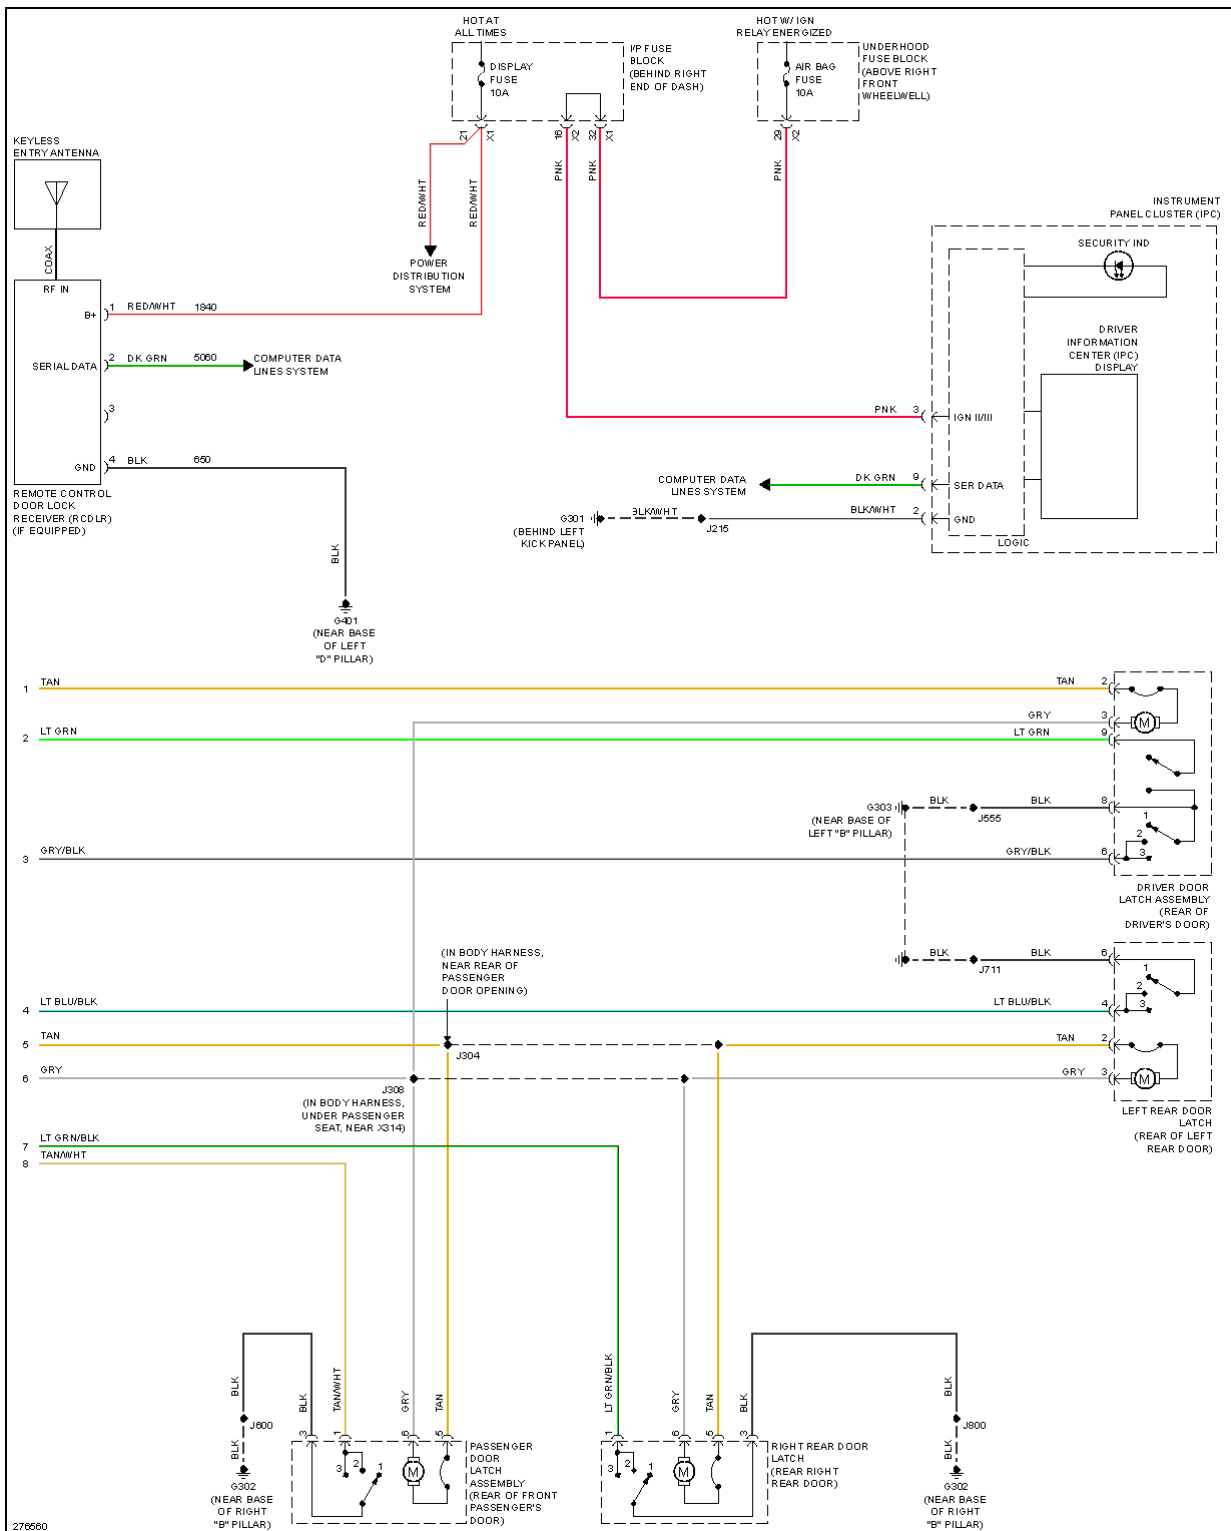 HOT AT
ALL TIMES
HOT W/ IGN
RELAY ENERGIZED
DISPLAY
FUSE
10A
I/P FUSE
BLOCK
(BEHIND RIGHT
END OF DASH)
AIR BAG
FUSE
10A
UNDERHOOD
FUSE BLOCK
(ABOVE RIGHT
FRONT
WHEELWELL)
21
X1
16
X2
32
X1
29
X2
KEYLESS
ENTRY ANTENNA
COAX
RED/WHT
RED/WHT
PNK
PNK
PNK
POWER
DISTRIBUTION
SYSTEM
RF IN
B+
1
RED/WHT
1840
SERIAL DATA
2
DK GRN
5060
COMPUTER DATA
LINES SYSTEM
3
GND
4
BLK
650
REMOTE CONTROL
DOOR LOCK
RECEIVER (RCDLR)
(IF EQUIPPED)
BLK
G401
(NEAR BASE
OF LEFT
"D" PILLAR)
INSTRUMENT
PANEL CLUSTER (IPC)
SECURITY IND
DRIVER
INFORMATION
CENTER (IPC)
DISPLAY
PNK
3
IGN II/III
COMPUTER DATA
LINES SYSTEM
DK GRN
9
SER DATA
G301
(BEHIND LEFT
KICK PANEL)
BLK/WHT
J215
BLK/WHT
2
GND
LOGIC
1
TAN
TAN
2
GRY
3
M
2
LT GRN
LT GRN
9
G303
(NEAR BASE OF
LEFT "B" PILLAR)
BLK
J555
BLK
8
1
2
3
3
GRY/BLK
GRY/BLK
6
DRIVER DOOR
LATCH ASSEMBLY
(REAR OF
DRIVER'S DOOR)
(IN BODY HARNESS,
NEAR REAR OF
PASSENGER
DOOR OPENING)
BLK
J711
BLK
6
1
2
3
4
LT BLU/BLK
LT BLU/BLK
4
5
TAN
J304
TAN
2
6
GRY
J308
(IN BODY HARNESS,
UNDER PASSENGER
SEAT, NEAR X314)
GRY
3
M
LEFT REAR DOOR
LATCH
(REAR OF LEFT
REAR DOOR)
7
LT GRN/BLK
8
TAN/WHT
BLK
J600
BLK
G302
(NEAR BASE
OF RIGHT
"B" PILLAR)
BLK
TAN/WHT
GRY
TAN
3
1
6
5
3
2
1
M
PASSENGER
DOOR
LATCH
ASSEMBLY
(REAR OF FRONT
PASSENGER'S
DOOR)
LT GRN/BLK
GRY
TAN
BLK
1
6
5
3
3
2
1
M
RIGHT REAR DOOR
LATCH
(REAR RIGHT
REAR DOOR)
BLK
J800
BLK
G302
(NEAR BASE
OF RIGHT
"B" PILLAR)
276560